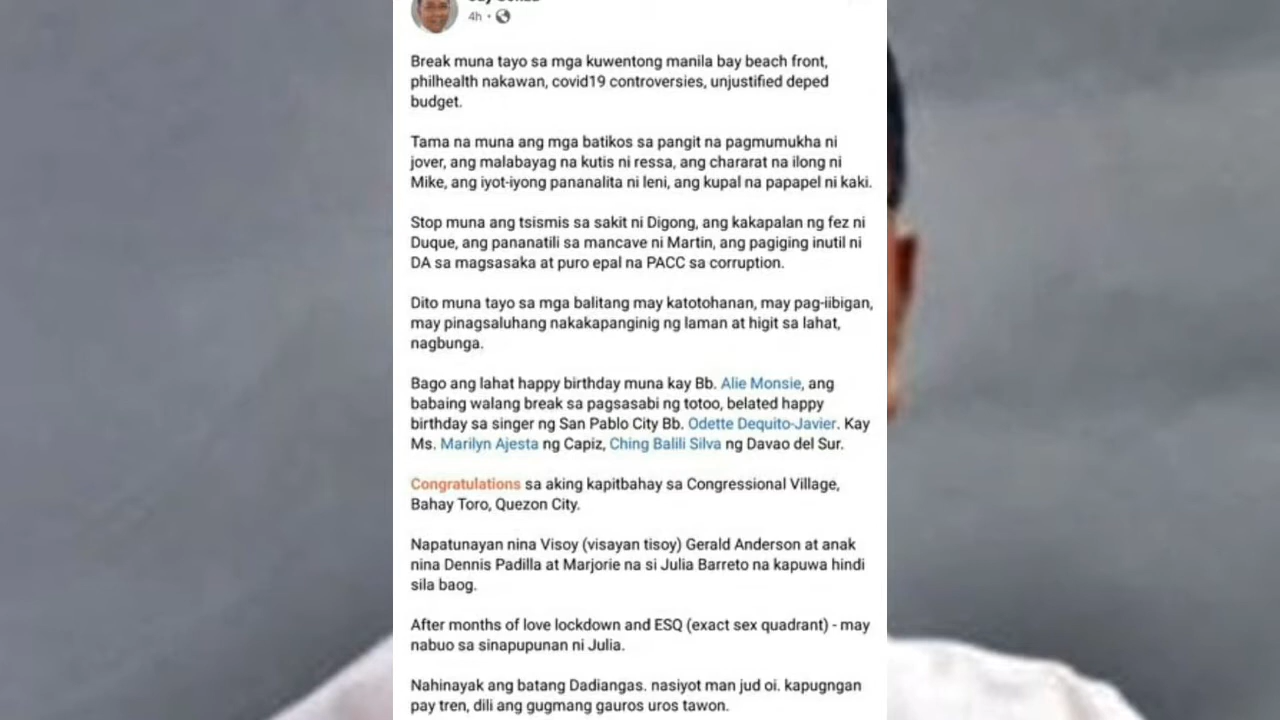 4h
Break muna tayo sa mga kuwentong manila bay beach front,
philhealth nakawan, covid19 controversies, unjustified deped
budget.
Tama na muna ang mga batikos sa pangit na pagmumukha ni
jover, ang malabayag na kutis ni ressa, ang chararat na ilong ni
Mike, ang iyot-iyong pananalita ni leni, ang kupal na papapel ni kaki.
Stop muna ang tsismis sa sakit ni Digong, ang kakapalan ng fez ni
Duque, ang pananatili sa mancave ni Martin, ang pagiging inutil ni
DA sa magsasaka at puro epal na PACC sa corruption.
Dito muna tayo sa mga balitang may katotohanan, may pag-iibigan,
may pinagsaluhang nakakapanginig ng laman at higit sa lahat,
nagbunga.
Bago ang lahat happy birthday muna kay Bb. Alie Monsie, ang
babaing walang break sa pagsasabi ng totoo, belated happy
birthday sa singer ng San Pablo City Bb. Odette Dequito-Javier. Kay
Ms. Marilyn Ajesta ng Capiz, Ching Balili Silva ng Davao del Sur.
Congratulations sa aking kapitbahay sa Congressional Village,
Bahay Toro, Quezon City.
Napatunayan nina Visoy (visayan tisoy) Gerald Anderson at anak
nina Dennis Padilla at Marjorie na si Julia Barreto na kapuwa hindi
sila baog.
After months of love lockdown and ESQ (exact sex quadrant) - may
nabuo sa sinapupunan ni Julia.
Nahinayak ang batang Dadiangas. nasiyot man jud oi. kapugngan
pay tren, dili ang gugmang gauros uros tawon.